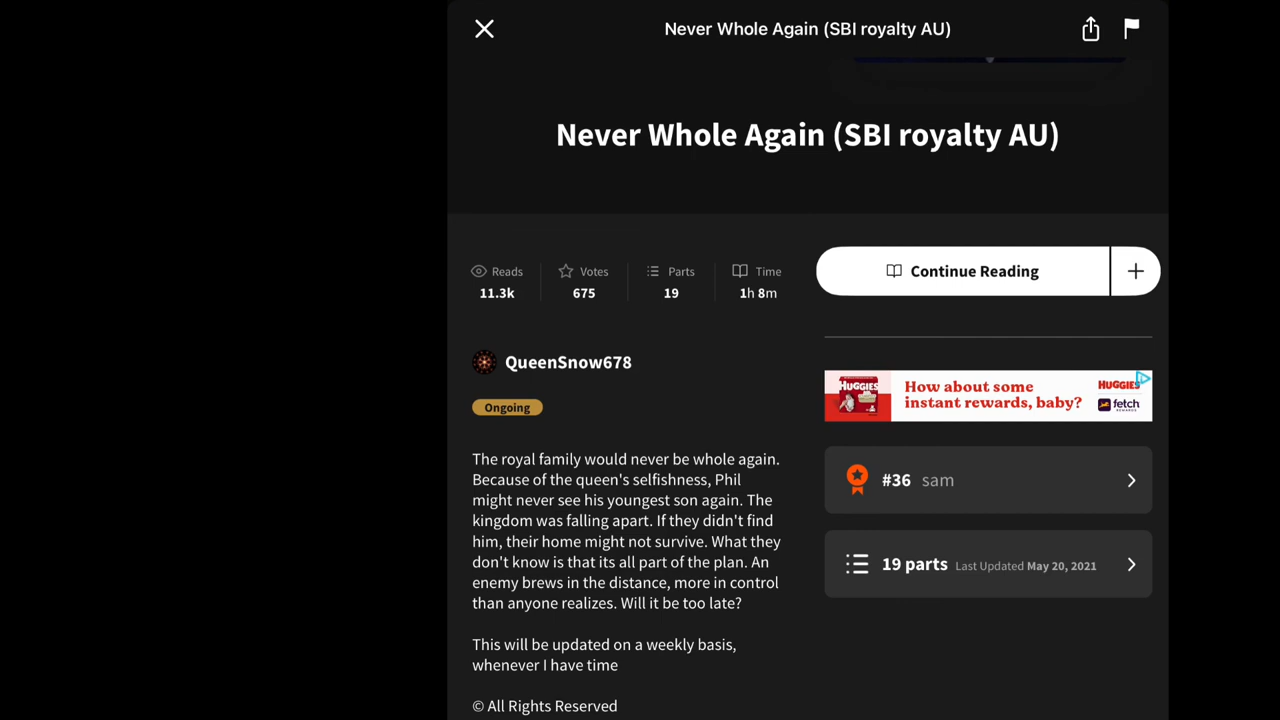 Never Whole Again (SBI royalty AU)
Never Whole Again (SBI royalty AU)
Reads
11.3k
Votes
675
Parts
19
Time
1h 8m
Continue Reading
QueenSnow678
Ongoing
The royal family would never be whole again.
Because of the queen's selfishness, Phil
might never see his youngest son again. The
kingdom was falling apart. If they didn't find
him, their home might not survive. What they
don't know is that its all part of the plan. An
enemy brews in the distance, more in control
than anyone realizes. Will it be too late?
This will be updated on a weekly basis,
whenever I have time
© All Rights Reserved
HUGGIES
How about some
instant rewards, baby?
HUGGIES
fetch
REWARDS
#36 sam
19 parts Last Updated May 20, 2021